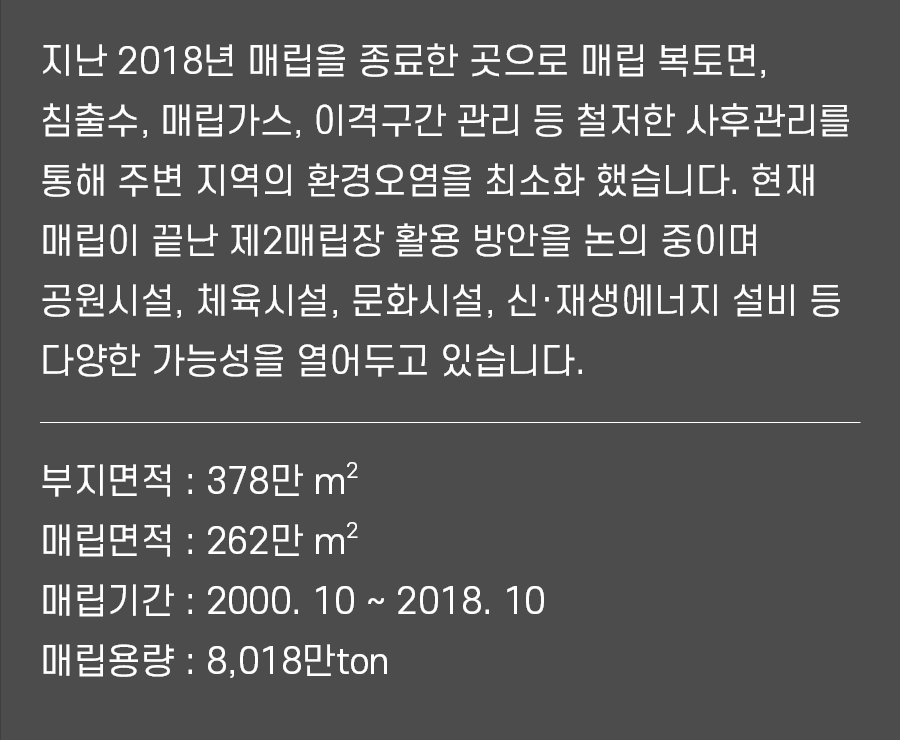 지난 2018년 매립을 종료한 곳으로 매립 복토면,
침출수, 매립가스, 이격구간 관리 등 철저한 사후관리를
통해 주변 지역의 환경오염을 최소화 했습니다. 현재
매립이 끝난 제2매립장 활용 방안을 논의 중이며
공원시설, 체육시설, 문화시설, 신·재생에너지 설비 등
다양한 가능성을 열어두고 있습니다.
부지면적 : 378만 m²
매립면적 : 262만 m²
매립기간 : 2000. 10 ~ 2018. 10
매립용량 : 8,018만ton